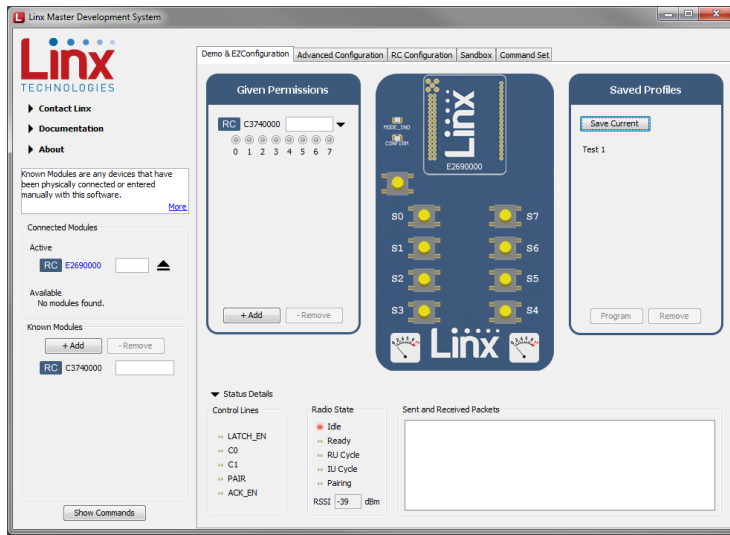 Linx Master Development System
Linx
TECHNOLOGIES
Contact Linx
Documentation
About
Known Modules are any devices that have
been physically connected or entered
manually with this software.
More
Connected Modules
Active
RC E2690000
Available
No modules found.
Known Modules
+ Add - Remove
RC C3740000
Show Commands
Demo & EZConfiguration Advanced Configuration RC Configuration Sandbox Command Set
Given Permissions
RC C3740000
0 1 2 3 4 5 6 7
+ Add - Remove
MODE_IND
CONFIRM
Linx
E2690000
S0 S7
S1 S6
S2 S5
S3 S4
Linx
Saved Profiles
Save Current
Test 1
Program Remove
Status Details
Control Lines
LATCH_EN
C0
C1
PAIR
ACK_EN
Radio State
Idle
Ready
RU Cycle
IU Cycle
Pairing
RSSI -39 dBm
Sent and Received Packets